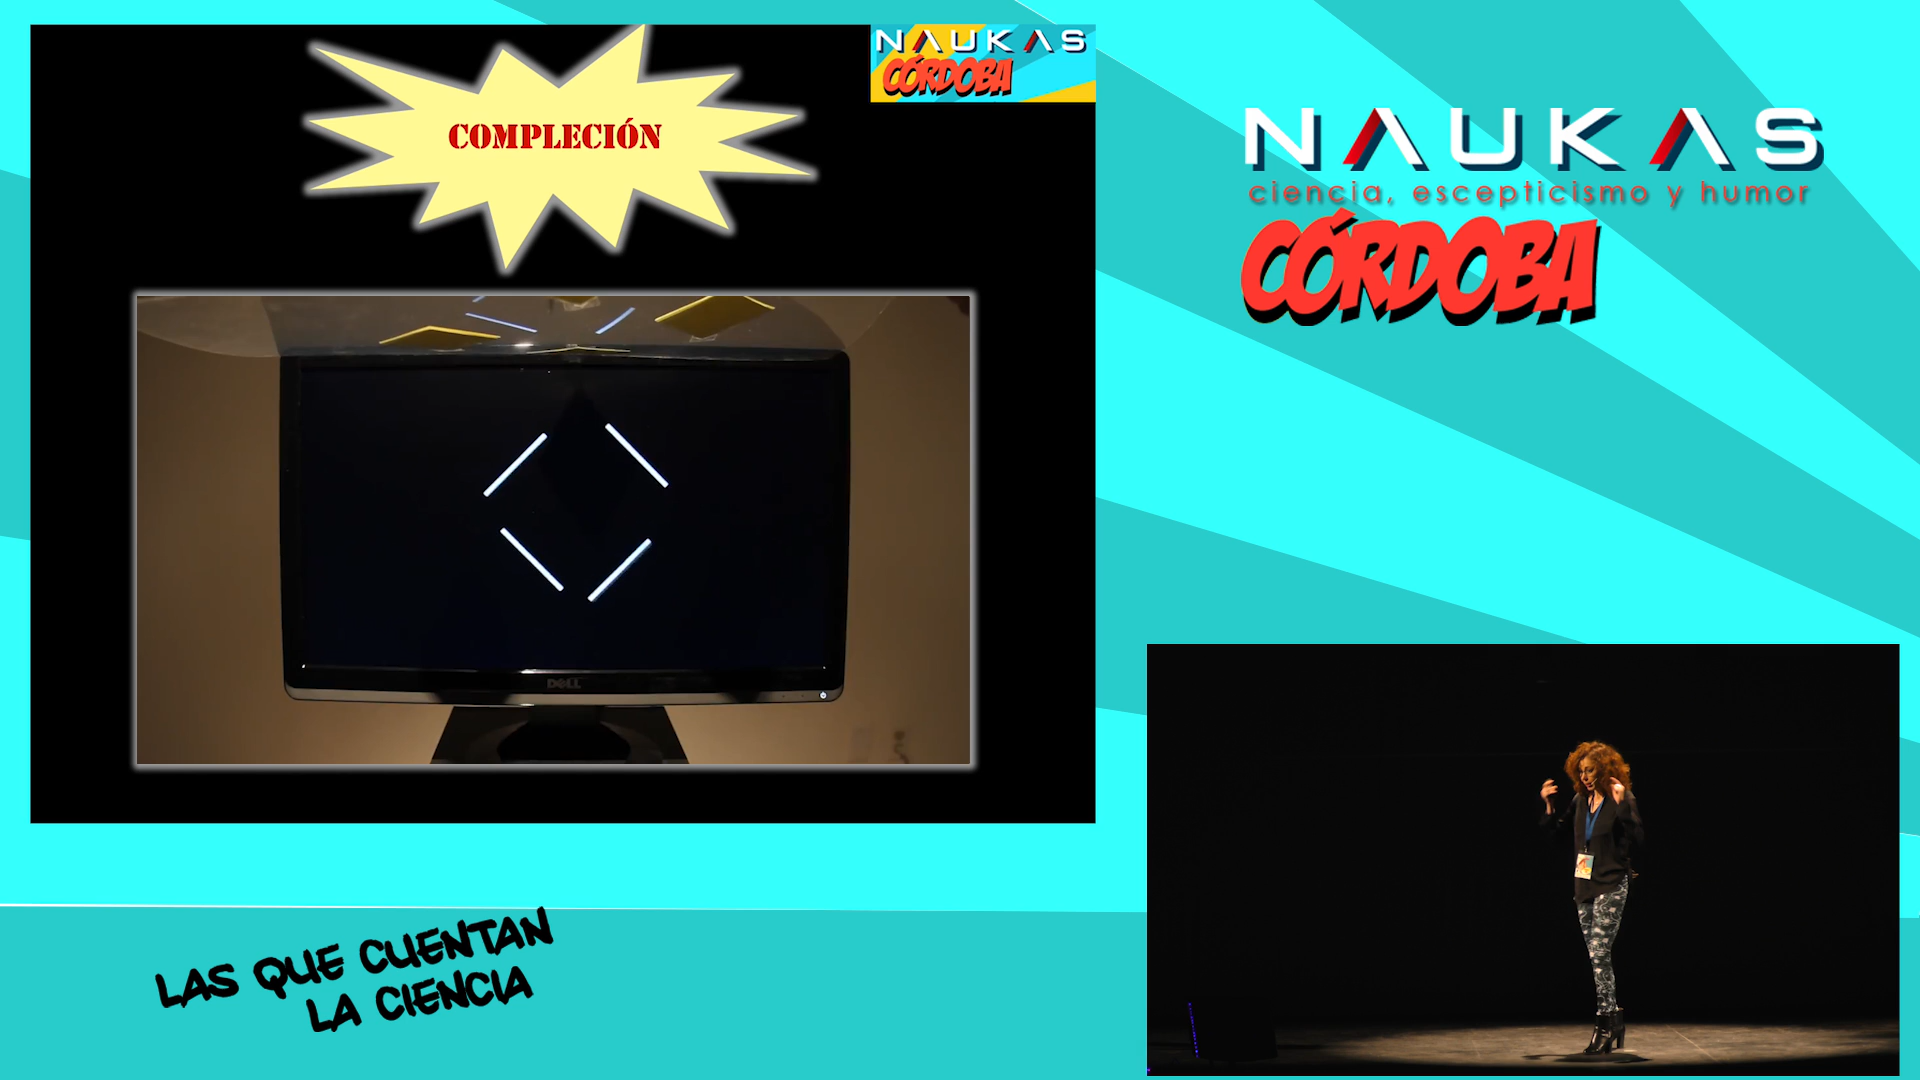 NAUKAS
CÓRDOBA
COMPLECIÓN
DELL
NAUKAS
ciencia, escepticismo y humor
CÓRDOBA
LAS QUE CUENTAN
LA CIENCIA